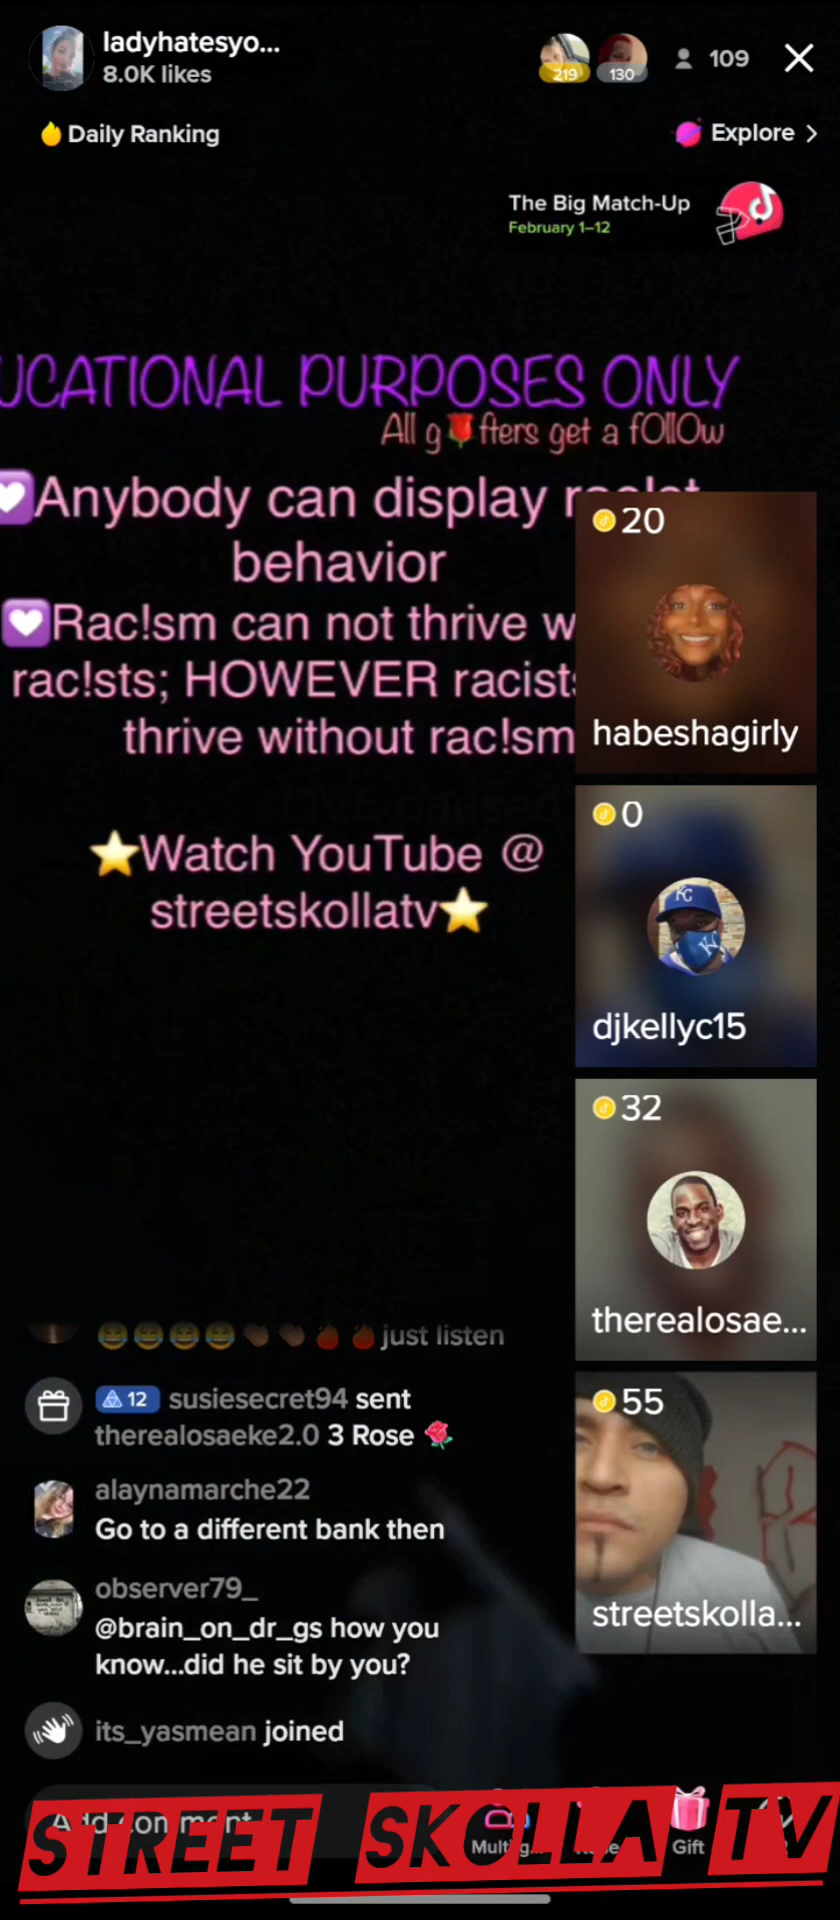 ladyhatesyo...
8.0K likes
219
130
109
Daily Ranking
Explore
The Big Match-Up
February 1–12
UCATIONAL PURPOSES ONLY
All g🌹fters get a fOllOw
💟Anybody can display
behavior
💟Rac!sm can not thrive w
rac!sts; HOWEVER racists
thrive without rac!sm
⭐Watch YouTube @
streetskollatv⭐
20
habeshagirly
0
KC
djkellyc15
32
therealosae...
55
streetskolla...
😂😂😂😂👏🏽👏🏽🩸🩸just listen
12 susiesecret94 sent
therealosaeke2.0 3 Rose 🌹
alaynamarche22
Go to a different bank then
observer79_
@brain_on_dr_gs how you
know...did he sit by you?
its_yasmean joined
Add comment
Gift
STREET SKOLLA TV